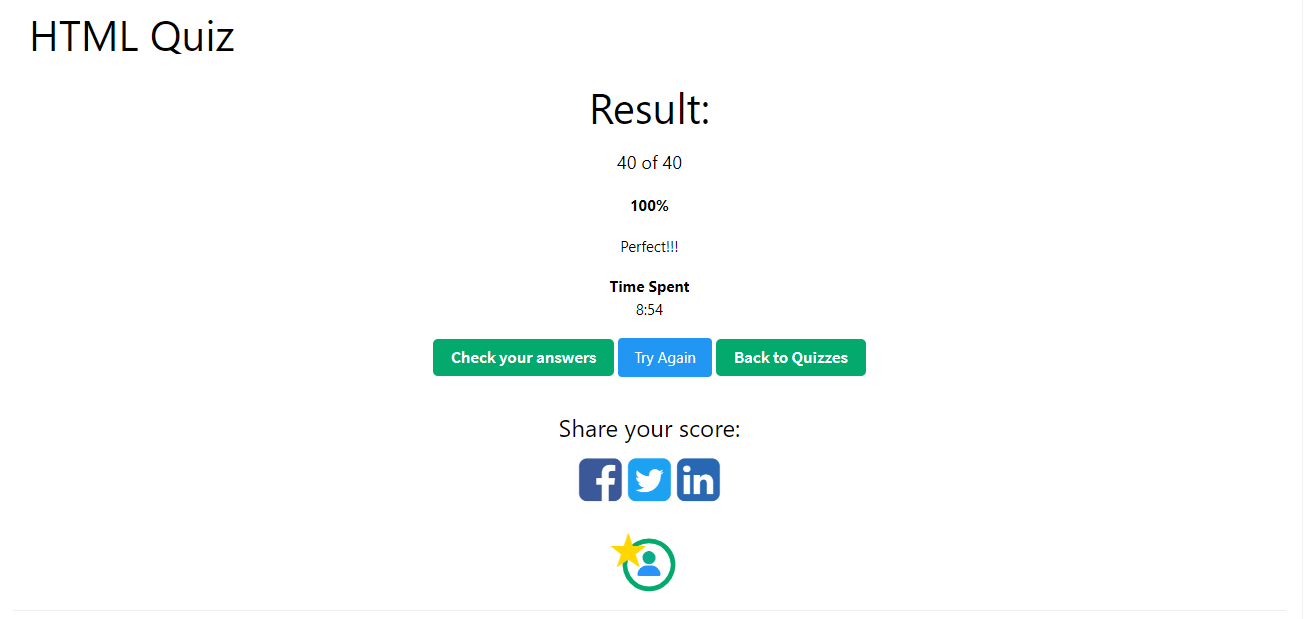 HTML Quiz
Result:
40 of 40
100%
Perfect!!!
Time Spent
8:54
Check your answers
Try Again
Back to Quizzes
Share your score:
f
in